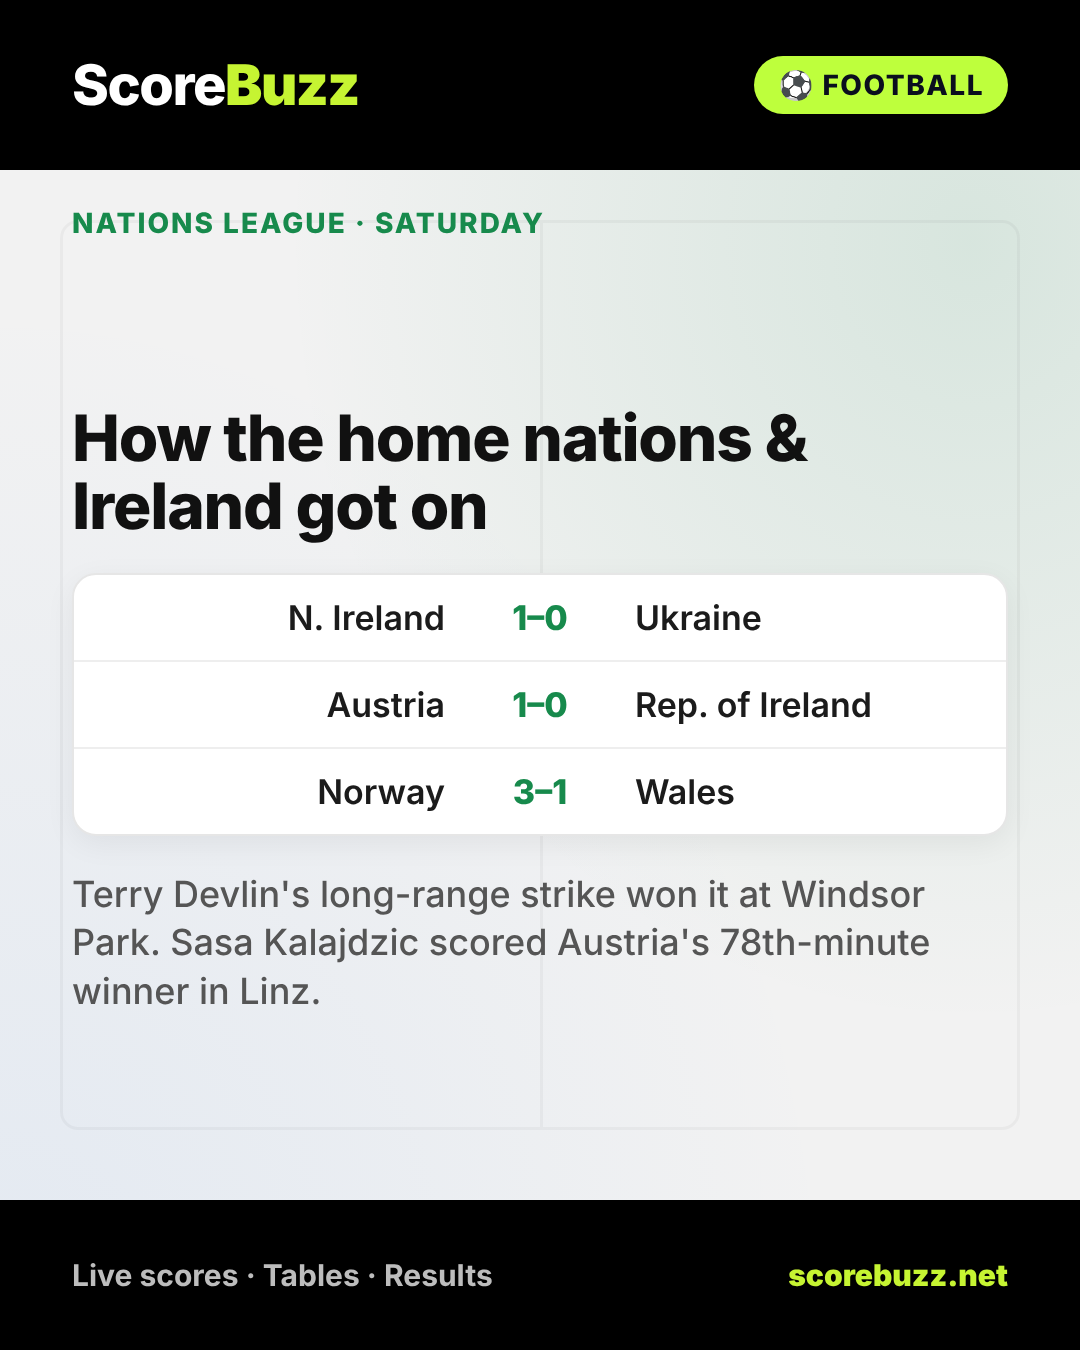 ScoreBuzz
⚽ FOOTBALL
NATIONS LEAGUE · SATURDAY
How the home nations &
Ireland got on
N. Ireland 1–0 Ukraine
Austria 1–0 Rep. of Ireland
Norway 3–1 Wales
Terry Devlin's long-range strike won it at Windsor
Park. Sasa Kalajdzic scored Austria's 78th-minute
winner in Linz.
Live scores · Tables · Results
scorebuzz.net